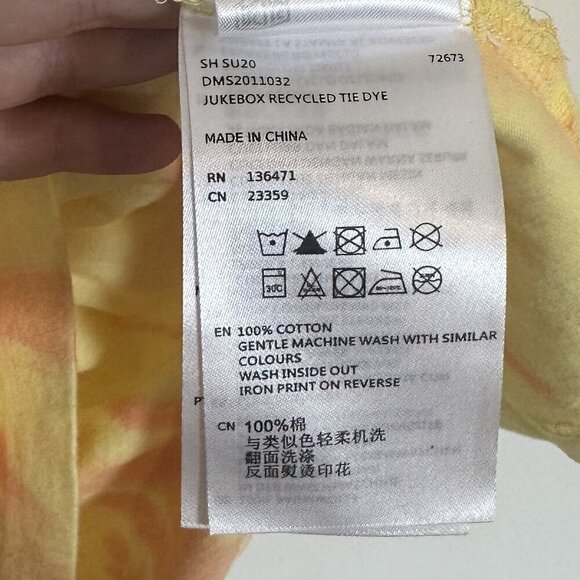 SH SU20 72673
DMS2011032
JUKEBOX RECYCLED TIE DYE
MADE IN CHINA
RN 136471
CN 23359
30C
EN 100% COTTON
GENTLE MACHINE WASH WITH SIMILAR
COLOURS
WASH INSIDE OUT
IRON PRINT ON REVERSE
CN 100%棉
与类似色轻柔机洗
翻面洗涤
反面熨烫印花